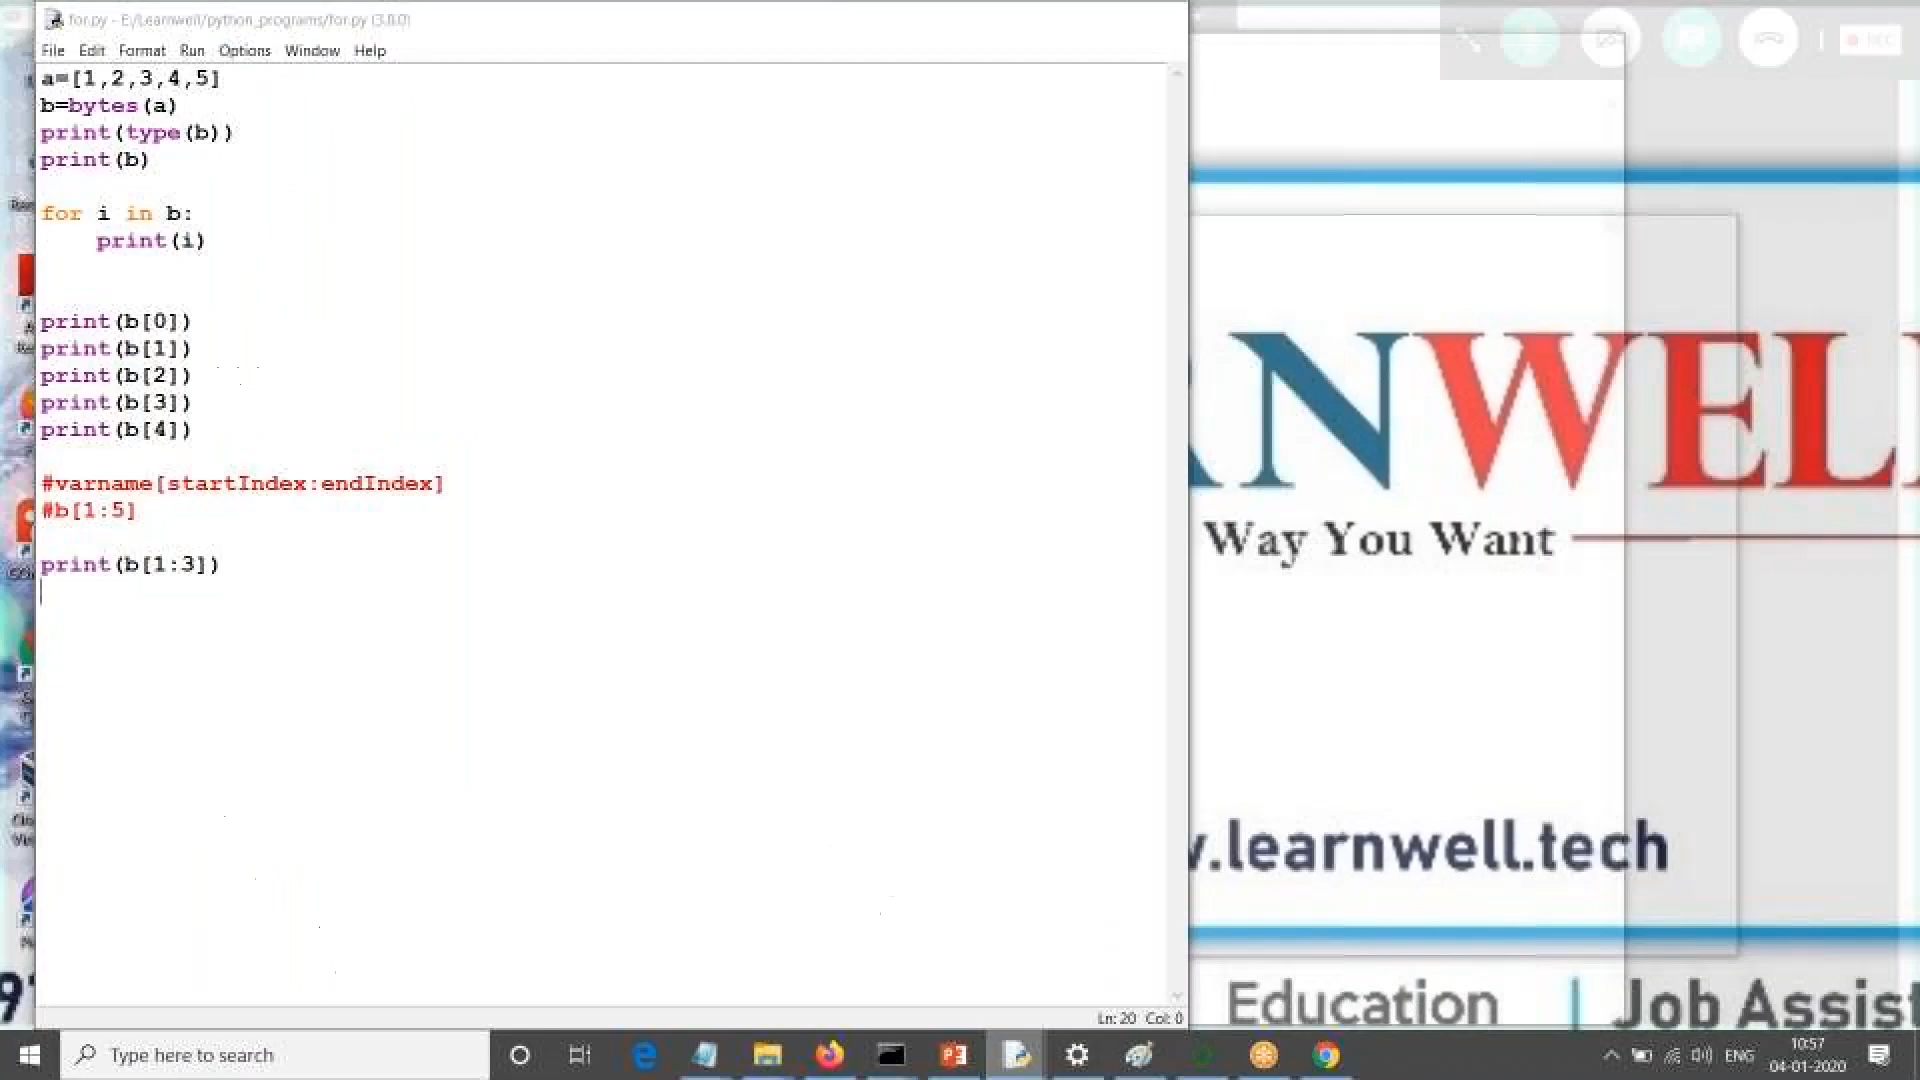 for.py - E:/Learnwell/python_programs/for.py (3.8.0)
File Edit Format Run Options Window Help
a=[1,2,3,4,5]
b=bytes(a)
print(type(b))
print(b)
for i in b:
    print(i)
print(b[0])
print(b[1])
print(b[2])
print(b[3])
print(b[4])
#varname[startIndex:endIndex]
#b[1:5]
print(b[1:3])
Ln: 20 Col: 0
REC
NWEL
Way You Want
.learnwell.tech
Education | Job Assist
Type here to search
ENG
10:57
04-01-2020